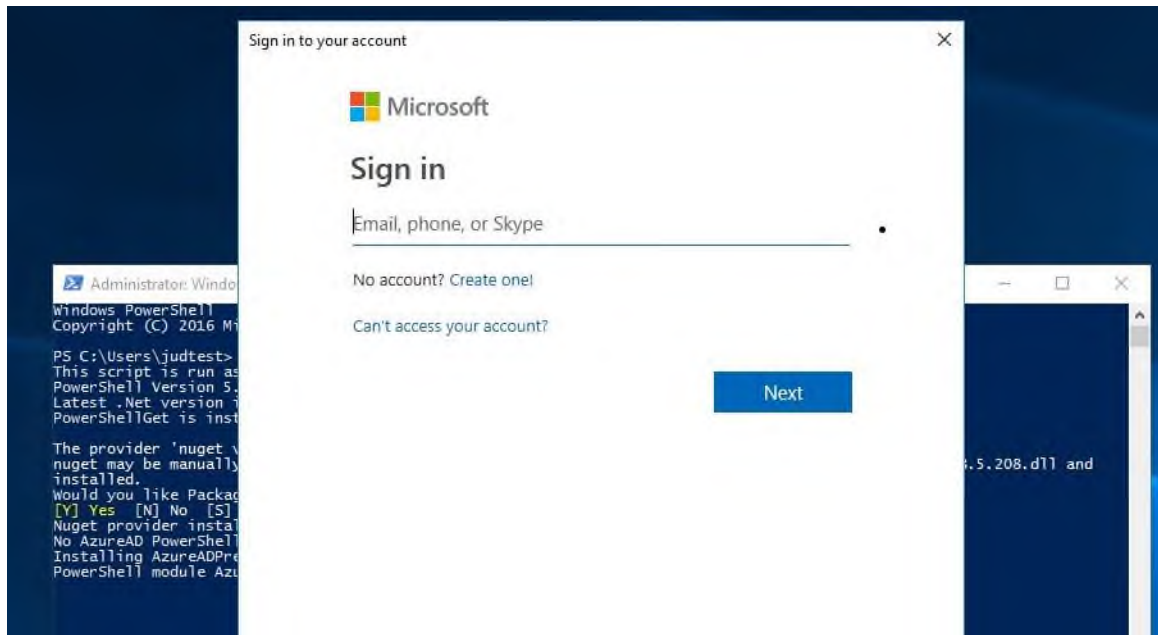 Sign in to your account
Microsoft
Sign in
Email, phone, or Skype
No account? Create one!
Can't access your account?
Next
Administrator: Windo
Windows PowerShell
Copyright (C) 2016 Mi
PS C:\Users\judtest>
This script is run as
PowerShell Version 5.
Latest .Net version i
PowerShellGet is inst
The provider 'nuget v
nuget may be manually .5.208.dll and
installed.
Would you like Packag
[Y] Yes [N] No [S]
Nuget provider instal
No AzureAD PowerShell
Installing AzureADPre
PowerShell module Azu